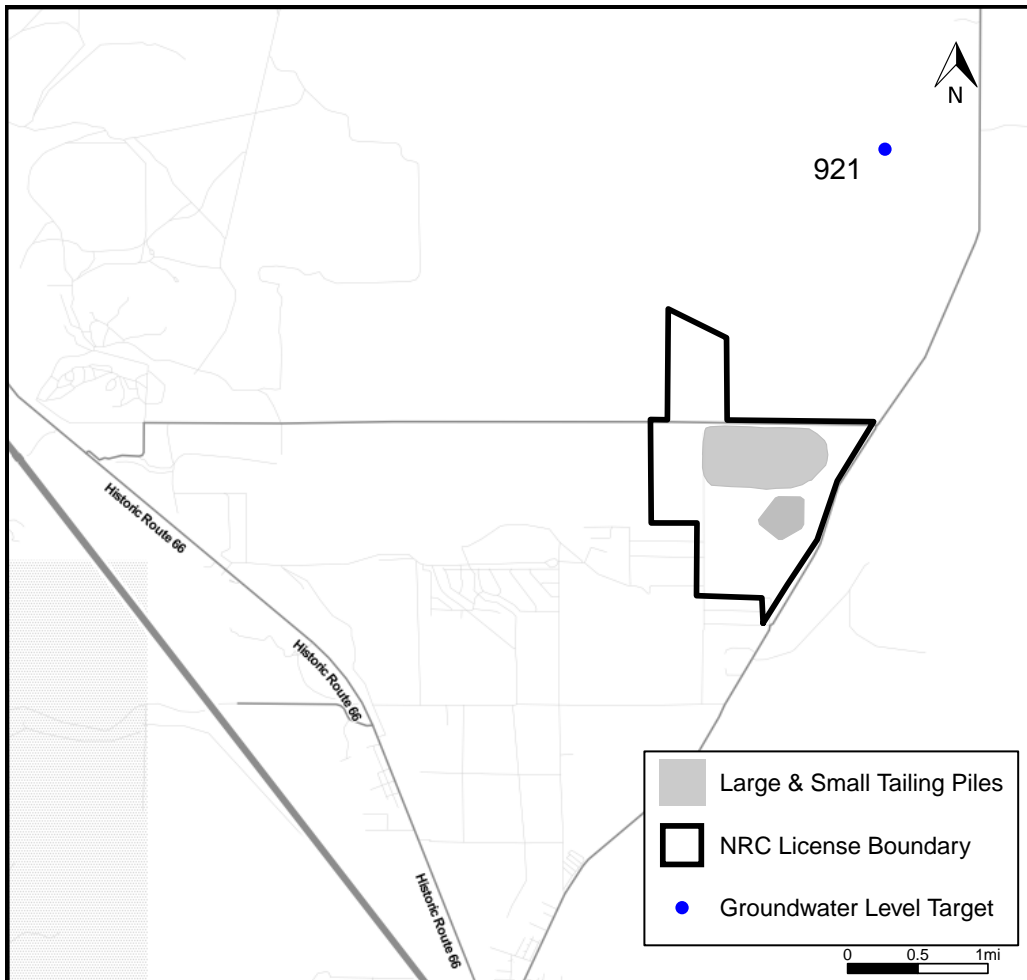 N
921
Historic Route 66
Historic Route 66
Historic Route 66
Large & Small Tailing Piles
NRC License Boundary
Groundwater Level Target
0 0.5 1mi